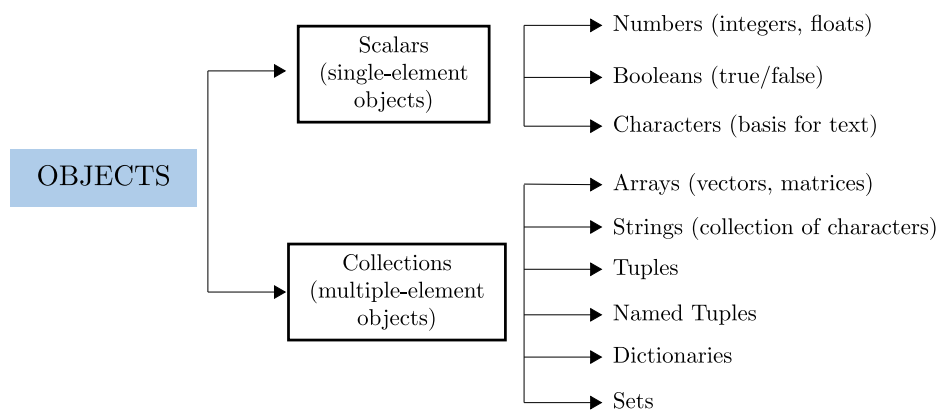 OBJECTS
Scalars
(single-element
objects)
Numbers (integers, floats)
Booleans (true/false)
Characters (basis for text)
Collections
(multiple-element
objects)
Arrays (vectors, matrices)
Strings (collection of characters)
Tuples
Named Tuples
Dictionaries
Sets